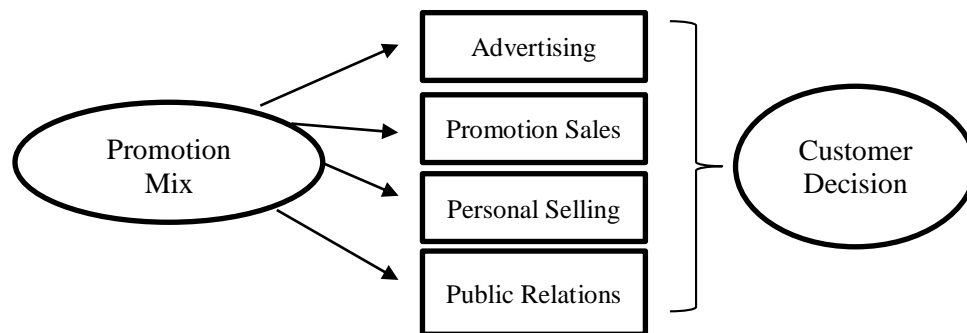 Promotion
Mix
Advertising
Promotion Sales
Personal Selling
Public Relations
Customer
Decision